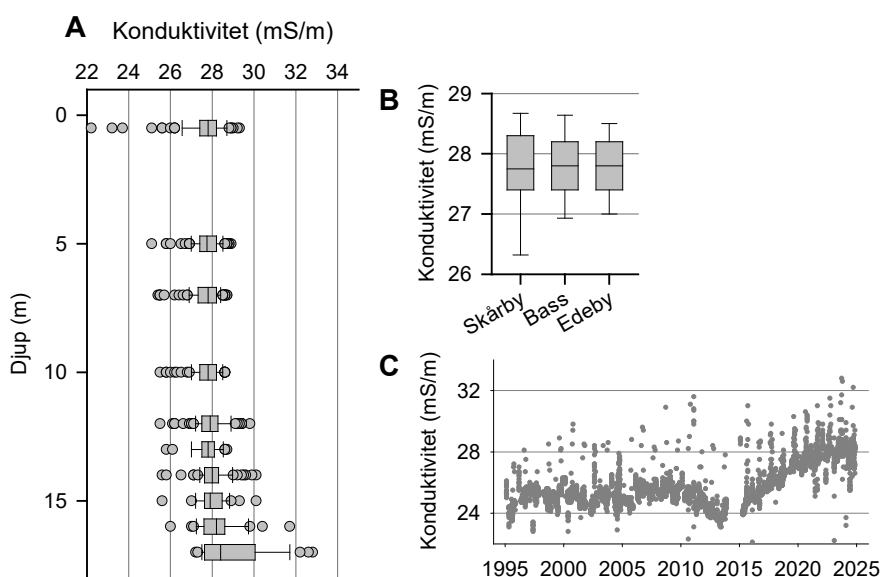 A Konduktivitet (mS/m)
22 24 26 28 30 32 34
0
5
10
15
Djup (m)
B
Konduktivitet (mS/m)
29
28
27
26
Skårby Bass Edeby
C
Konduktivitet (mS/m)
32
28
24
1995 2000 2005 2010 2015 2020 2025